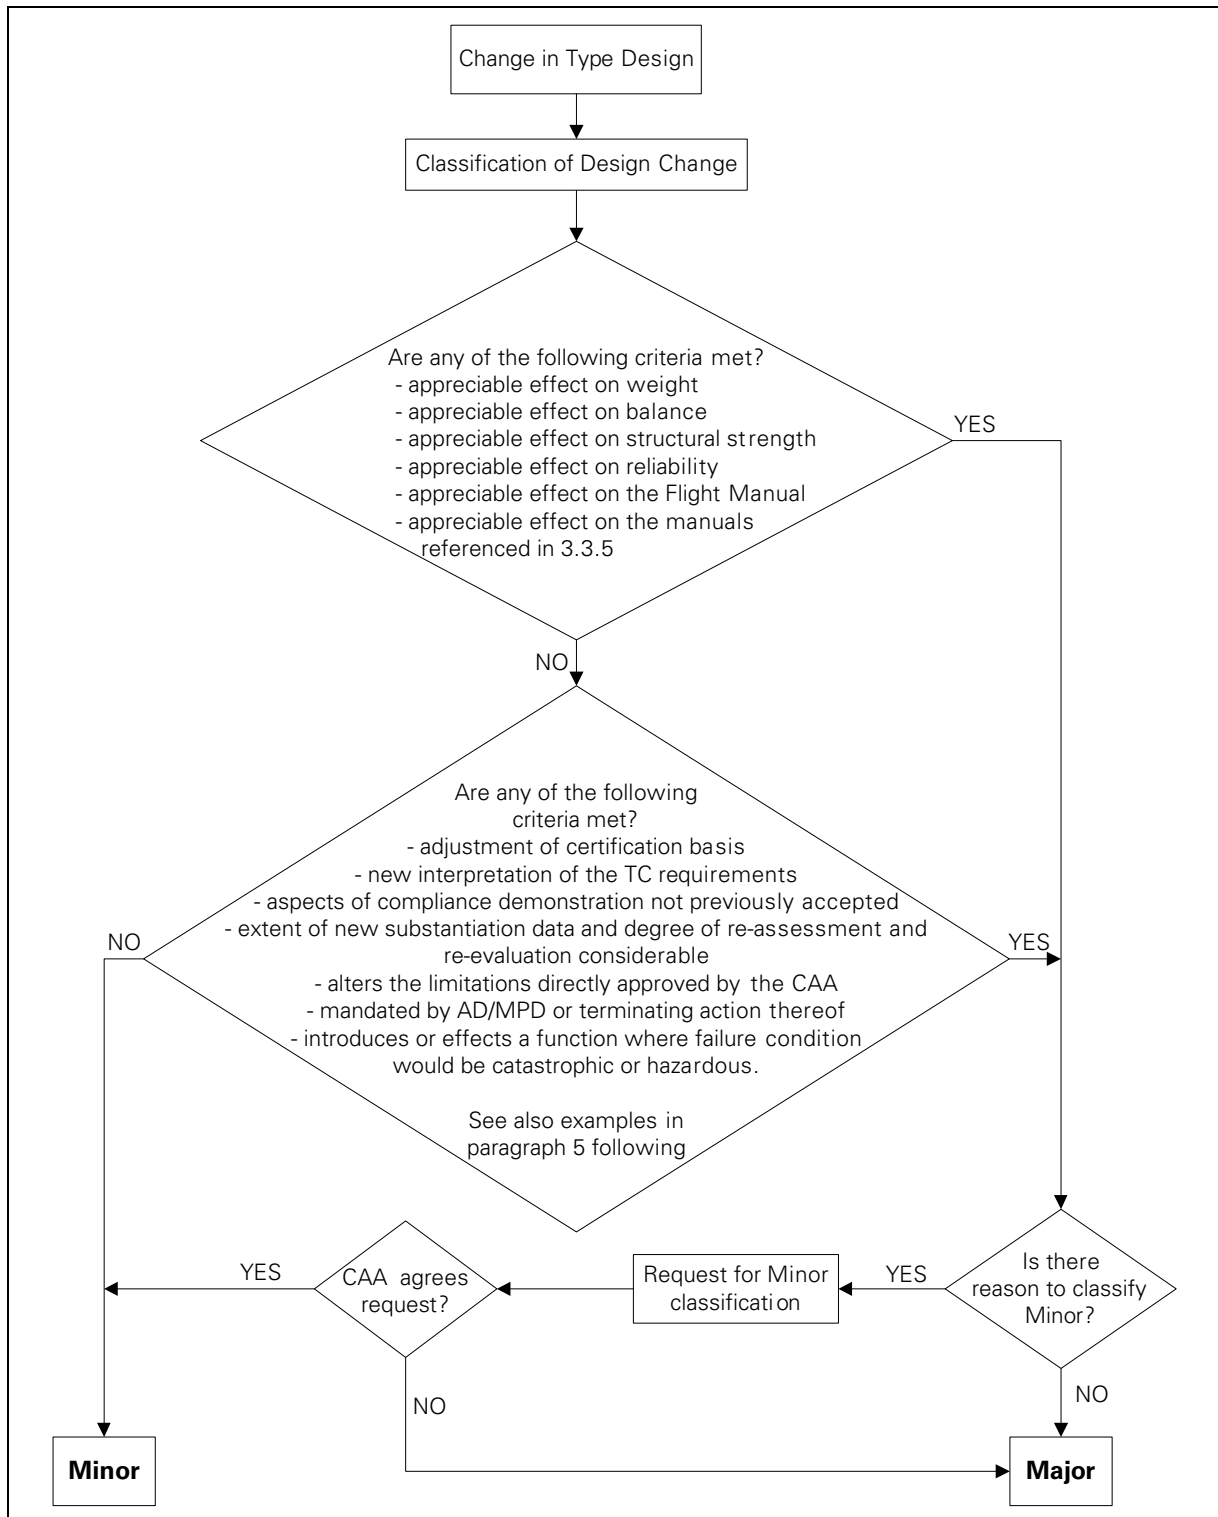 Change in Type Design
Classification of Design Change
Are any of the following criteria met?
- appreciable effect on weight
- appreciable effect on balance
- appreciable effect on structural strength
- appreciable effect on reliability
- appreciable effect on the Flight Manual
- appreciable effect on the manuals
referenced in 3.3.5
YES
NO
Are any of the following
criteria met?
- adjustment of certification basis
- new interpretation of the TC requirements
- aspects of compliance demonstration not previously accepted
- extent of new substantiation data and degree of re-assessment and
re-evaluation considerable
- alters the limitations directly approved by the CAA
- mandated by AD/MPD or terminating action thereof
- introduces or effects a function where failure condition
would be catastrophic or hazardous.
See also examples in
paragraph 5 following
NO
YES
Is there
reason to classify
Minor?
YES
Request for Minor
classification
CAA agrees
request?
YES
NO
NO
Minor
Major